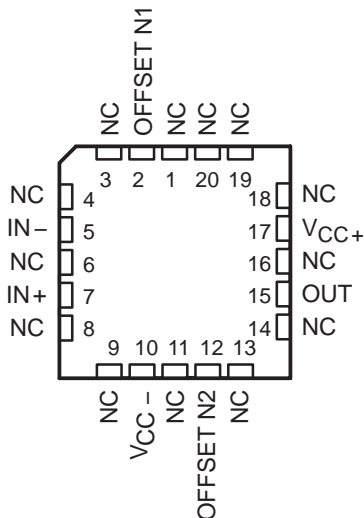 NC
OFFSET N1
NC
NC
NC
3
2
1
20
19
NC
4
18
NC
IN−
5
17
VCC+
NC
6
16
NC
IN+
7
15
OUT
NC
8
14
NC
9
10
11
12
13
NC
VCC −
NC
OFFSET N2
NC